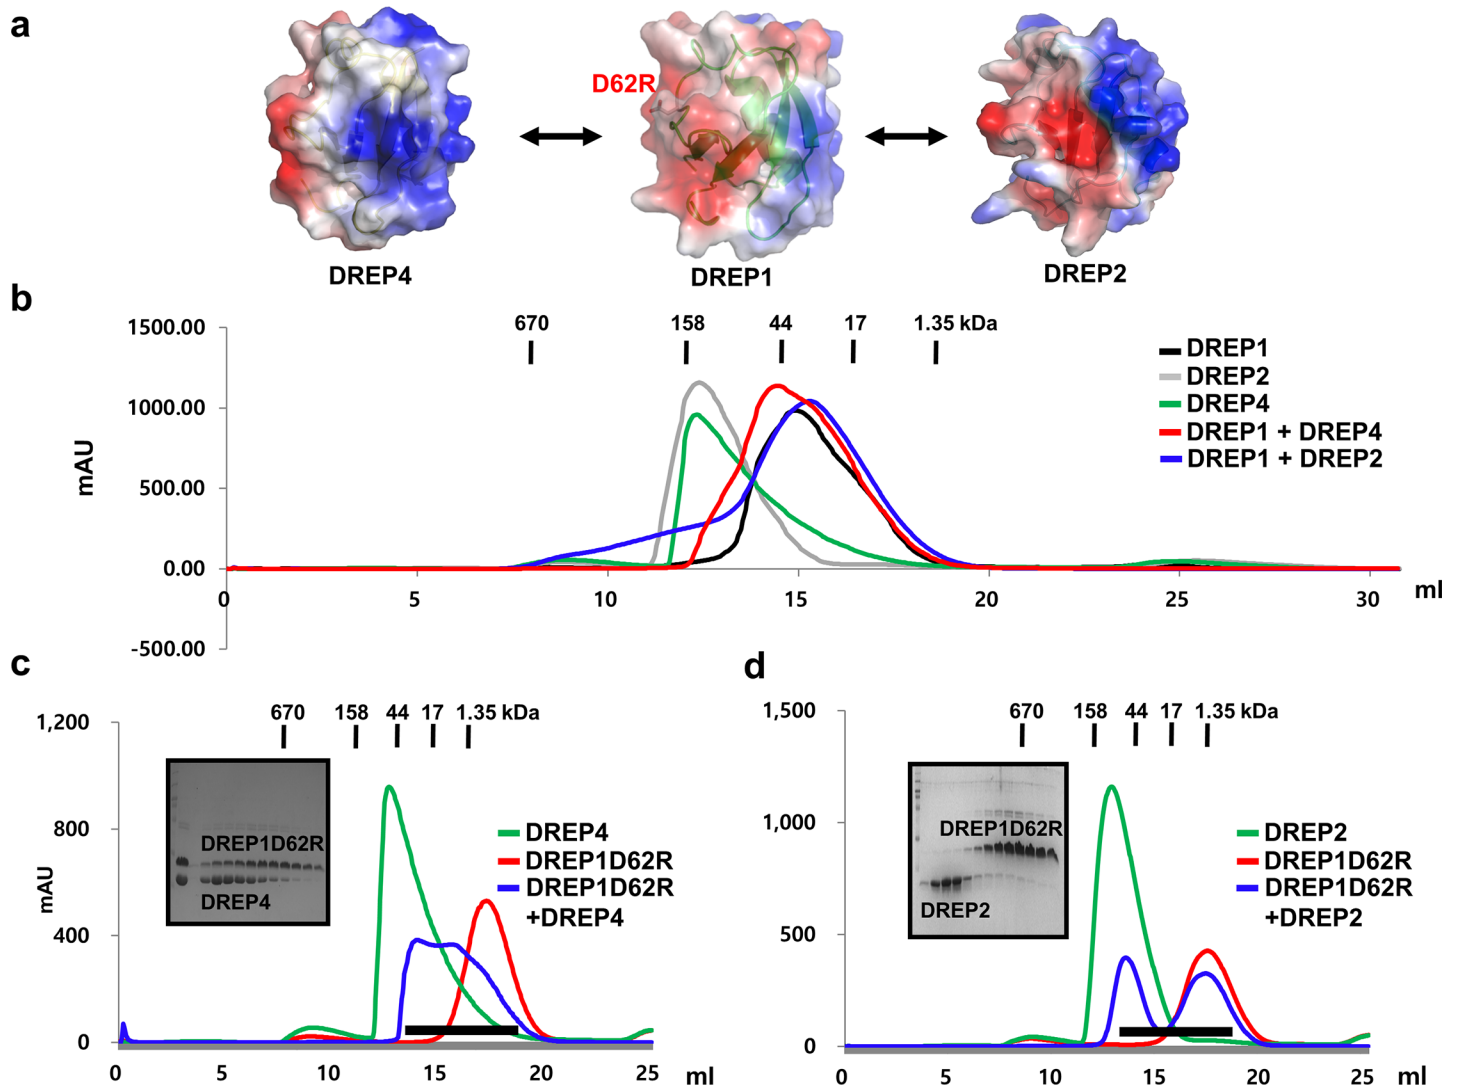 a
D62R
DREP4
DREP1
DREP2
b
1500.00
1000.00
500.00
0.00
-500.00
mAU
670
158
44
17
1.35 kDa
DREP1
DREP2
DREP4
DREP1 + DREP4
DREP1 + DREP2
0
5
10
15
20
25
30
ml
c
1,200
800
400
0
mAU
670
158
44
17
1.35 kDa
DREP1D62R
DREP4
DREP4
DREP1D62R
DREP1D62R
+DREP4
0
5
10
15
20
25
ml
d
1,500
1,000
500
0
670
158
44
17
1.35 kDa
DREP1D62R
DREP2
DREP2
DREP1D62R
DREP1D62R
+DREP2
0
5
10
15
20
25
ml